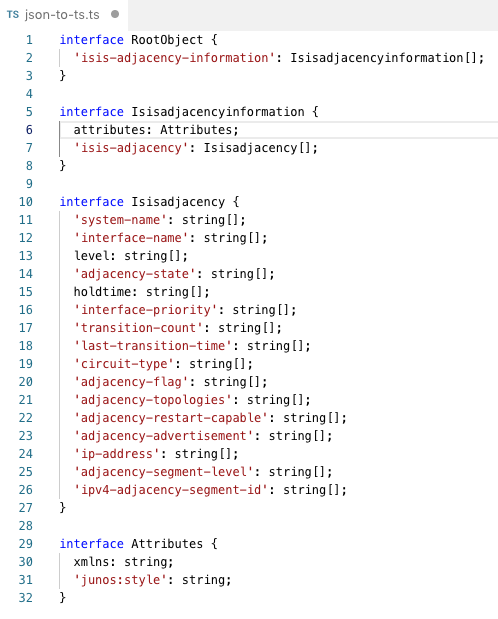 TS json-to-ts.ts
1 interface RootObject {
2 'isis-adjacency-information': Isisadjacencyinformation[];
3 }
4
5 interface Isisadjacencyinformation {
6 attributes: Attributes;
7 'isis-adjacency': Isisadjacency[];
8 }
9
10 interface Isisadjacency {
11 'system-name': string[];
12 'interface-name': string[];
13 level: string[];
14 'adjacency-state': string[];
15 holdtime: string[];
16 'interface-priority': string[];
17 'transition-count': string[];
18 'last-transition-time': string[];
19 'circuit-type': string[];
20 'adjacency-flag': string[];
21 'adjacency-topologies': string[];
22 'adjacency-restart-capable': string[];
23 'adjacency-advertisement': string[];
24 'ip-address': string[];
25 'adjacency-segment-level': string[];
26 'ipv4-adjacency-segment-id': string[];
27 }
28
29 interface Attributes {
30 xmlns: string;
31 'junos:style': string;
32 }